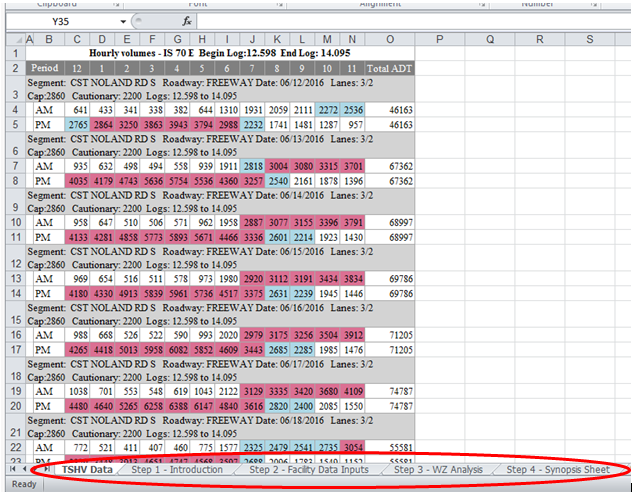 Clipboard Font Alignment Number
Y35 fx
A B C D E F G H I J K L M N O P Q R S
1 Hourly volumes - IS 70 E Begin Log:12.598 End Log: 14.095
2 Period 12 1 2 3 4 5 6 7 8 9 10 11 Total ADT
Segment: CST NOLAND RD S Roadway: FREEWAY Date: 06/12/2016 Lanes: 3/2
3 Cap:2860 Cautionary: 2200 Logs: 12.598 to 14.095
4 AM 641 433 341 338 382 644 1310 1931 2059 2111 2272 2536 46163
5 PM 2765 2864 3250 3863 3943 3794 2988 2232 1741 1481 1287 957 46163
Segment: CST NOLAND RD S Roadway: FREEWAY Date: 06/13/2016 Lanes: 3/2
6 Cap:2860 Cautionary: 2200 Logs: 12.598 to 14.095
7 AM 935 632 498 494 558 939 1911 2818 3004 3080 3315 3701 67362
8 PM 4035 4179 4743 5636 5754 5536 4360 3257 2540 2161 1878 1396 67362
Segment: CST NOLAND RD S Roadway: FREEWAY Date: 06/14/2016 Lanes: 3/2
9 Cap:2860 Cautionary: 2200 Logs: 12.598 to 14.095
10 AM 958 647 510 506 571 962 1958 2887 3077 3155 3396 3791 68997
11 PM 4133 4281 4858 5773 5893 5671 4466 3336 2601 2214 1923 1430 68997
Segment: CST NOLAND RD S Roadway: FREEWAY Date: 06/15/2016 Lanes: 3/2
12 Cap:2860 Cautionary: 2200 Logs: 12.598 to 14.095
13 AM 969 654 516 511 578 973 1980 2920 3112 3191 3434 3834 69786
14 PM 4180 4330 4913 5839 5961 5736 4517 3375 2631 2239 1945 1446 69786
Segment: CST NOLAND RD S Roadway: FREEWAY Date: 06/16/2016 Lanes: 3/2
15 Cap:2860 Cautionary: 2200 Logs: 12.598 to 14.095
16 AM 988 668 526 522 590 993 2020 2979 3175 3256 3504 3912 71205
17 PM 4265 4418 5013 5958 6082 5852 4609 3443 2685 2285 1985 1476 71205
Segment: CST NOLAND RD S Roadway: FREEWAY Date: 06/17/2016 Lanes: 3/2
18 Cap:2860 Cautionary: 2200 Logs: 12.598 to 14.095
19 AM 1038 701 553 548 619 1043 2122 3129 3335 3420 3680 4109 74787
20 PM 4480 4640 5265 6258 6388 6147 4840 3616 2820 2400 2085 1550 74787
Segment: CST NOLAND RD S Roadway: FREEWAY Date: 06/18/2016 Lanes: 3/2
21 Cap:2860 Cautionary: 2200 Logs: 12.598 to 14.095
22 AM 772 521 411 407 460 775 1577 2325 2479 2541 2735 3054 55581
23 PM
TSHV Data Step 1 - Introduction Step 2 - Facility Data Inputs Step 3 - WZ Analysis Step 4 - Synopsis Sheet
Ready